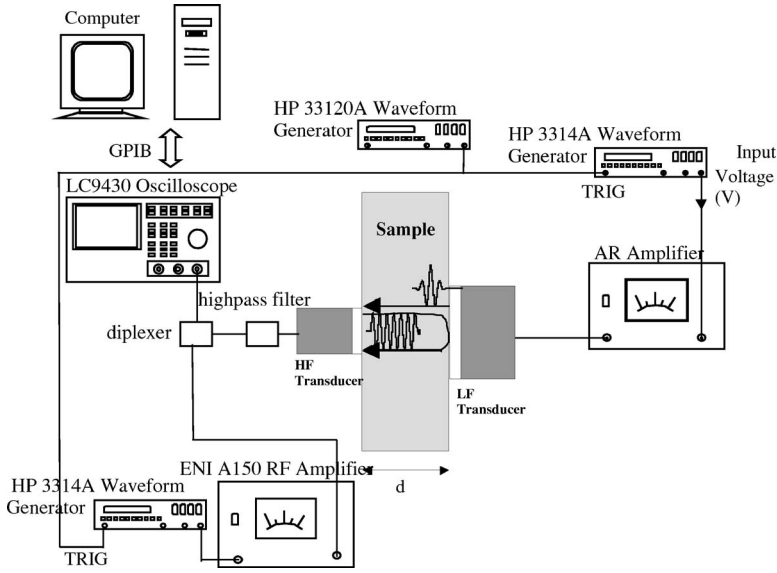 Computer
HP 33120A Waveform
Generator
HP 3314A Waveform
Generator
Input
Voltage
(V)
GPIB
TRIG
LC9430 Oscilloscope
Sample
AR Amplifier
highpass filter
diplexer
HF
Transducer
LF
Transducer
ENI A150 RF Amplifier
d
HP 3314A Waveform
Generator
TRIG